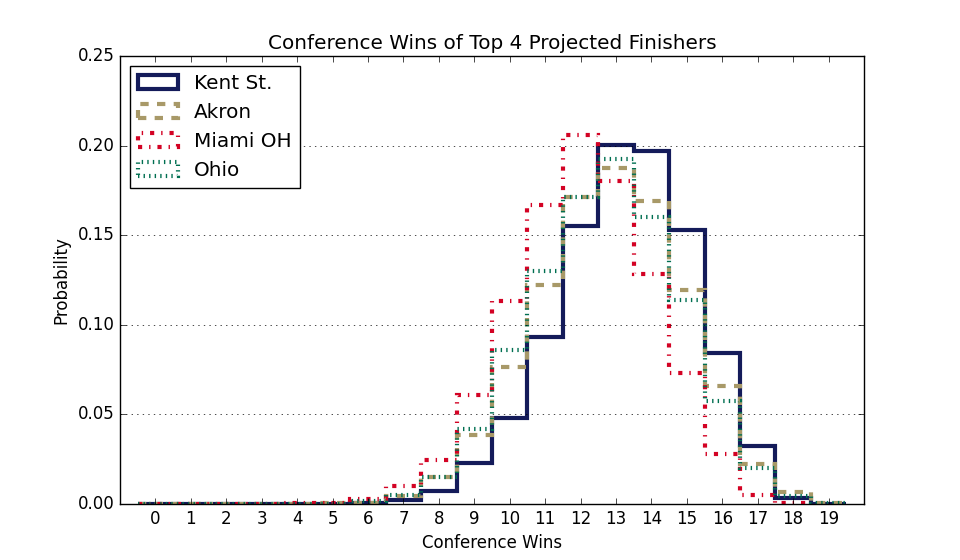 Conference Wins of Top 4 Projected Finishers
0.25
0.20
0.15
0.10
0.05
0.00
Probability
Kent St.
Akron
Miami OH
Ohio
0 1 2 3 4 5 6 7 8 9 10 11 12 13 14 15 16 17 18 19
Conference Wins